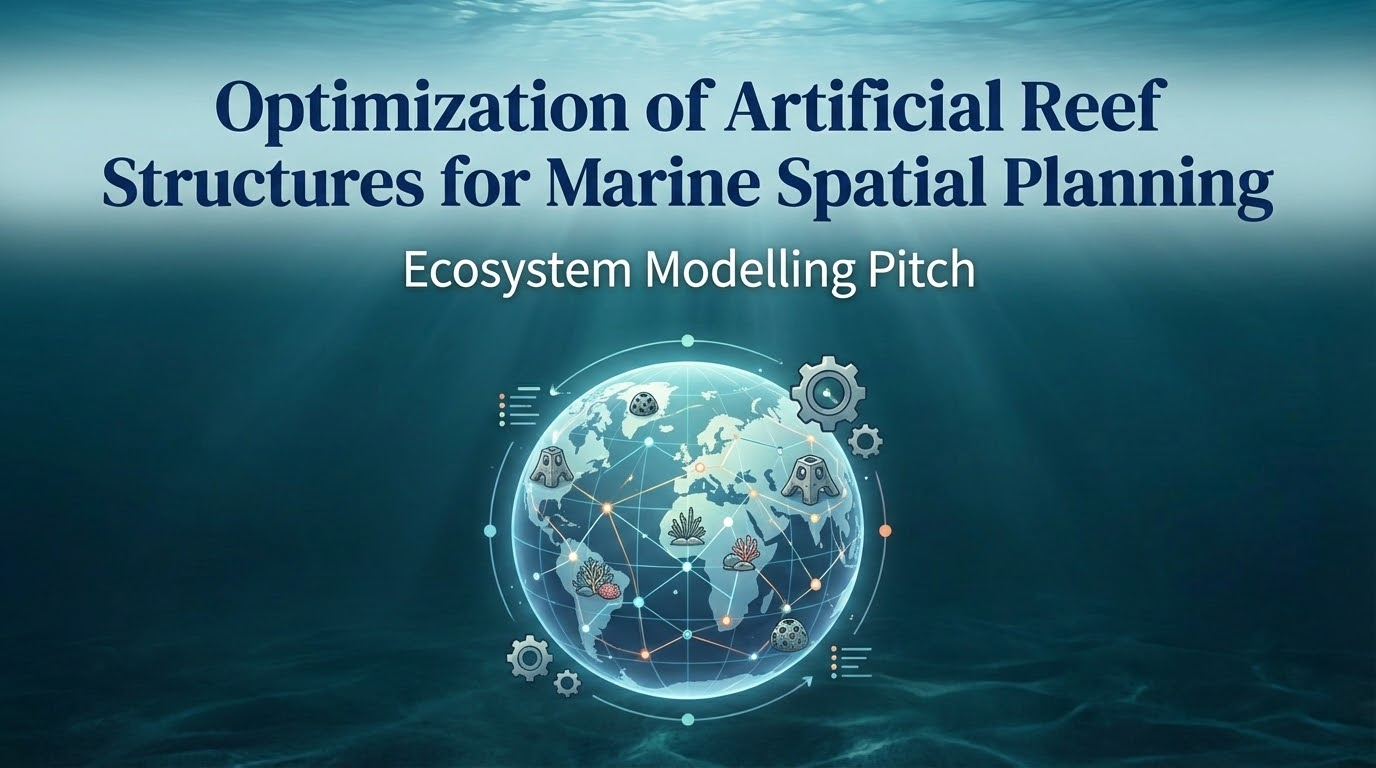 Optimization of Artificial Reef
Structures for Marine Spatial Planning
Ecosystem Modelling Pitch